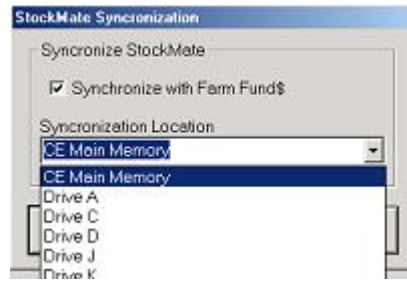 StockMate Syncronization
Syncronize StockMate
Synchronize with Farm Fund$
Syncronization Location
CE Main Memory
CE Main Memory
Drive A
Drive C
Drive D
Drive J
Drive K